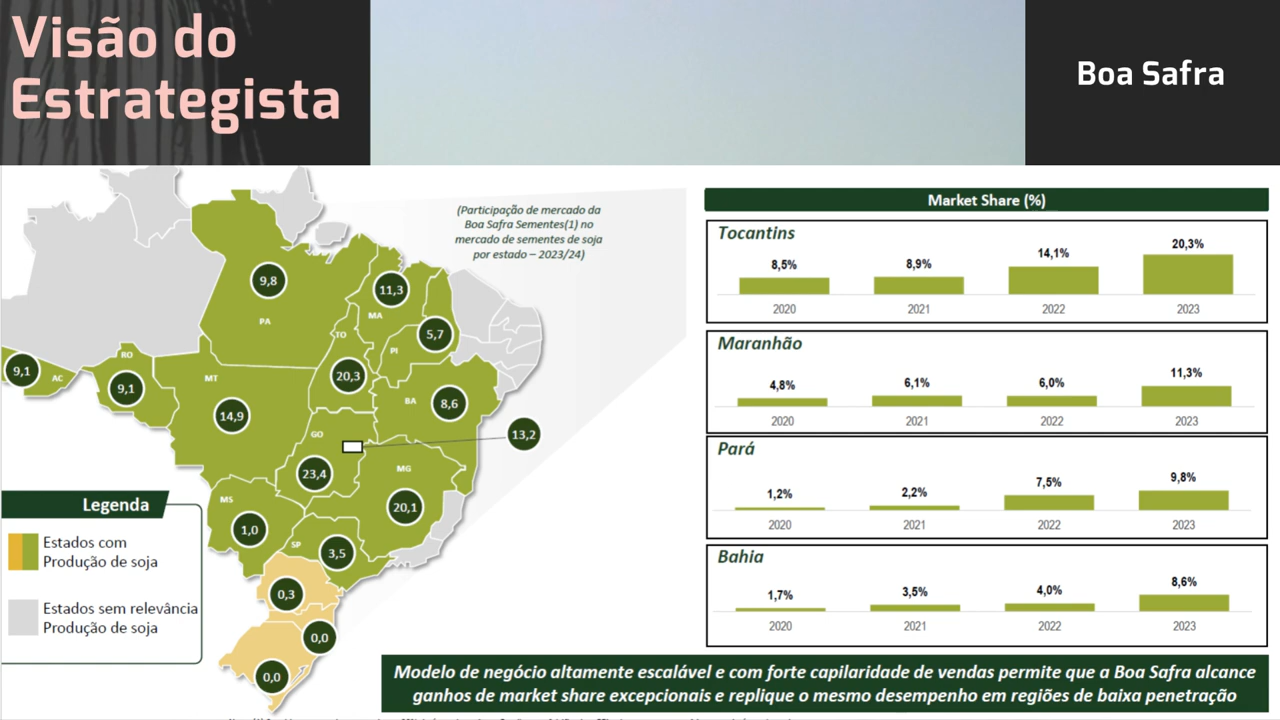 Visão do
Estrategista
Boa Safra
(Participação de mercado da
Boa Safra Sementes(1) no
mercado de sementes de soja
por estado – 2023/24)
9,8
PA
11,3
MA
5,7
PI
TO
20,3
9,1
AC
RO
9,1
MT
14,9
BA
8,6
13,2
GO
23,4
MG
20,1
MS
1,0
SP
3,5
0,3
0,0
0,0
Legenda
Estados com
Produção de soja
Estados sem relevância
Produção de soja
Market Share (%)
Tocantins
8,5% 8,9% 14,1% 20,3%
2020 2021 2022 2023
Maranhão
4,8% 6,1% 6,0% 11,3%
2020 2021 2022 2023
Pará
1,2% 2,2% 7,5% 9,8%
2020 2021 2022 2023
Bahia
1,7% 3,5% 4,0% 8,6%
2020 2021 2022 2023
Modelo de negócio altamente escalável e com forte capilaridade de vendas permite que a Boa Safra alcance
ganhos de market share excepcionais e replique o mesmo desempenho em regiões de baixa penetração